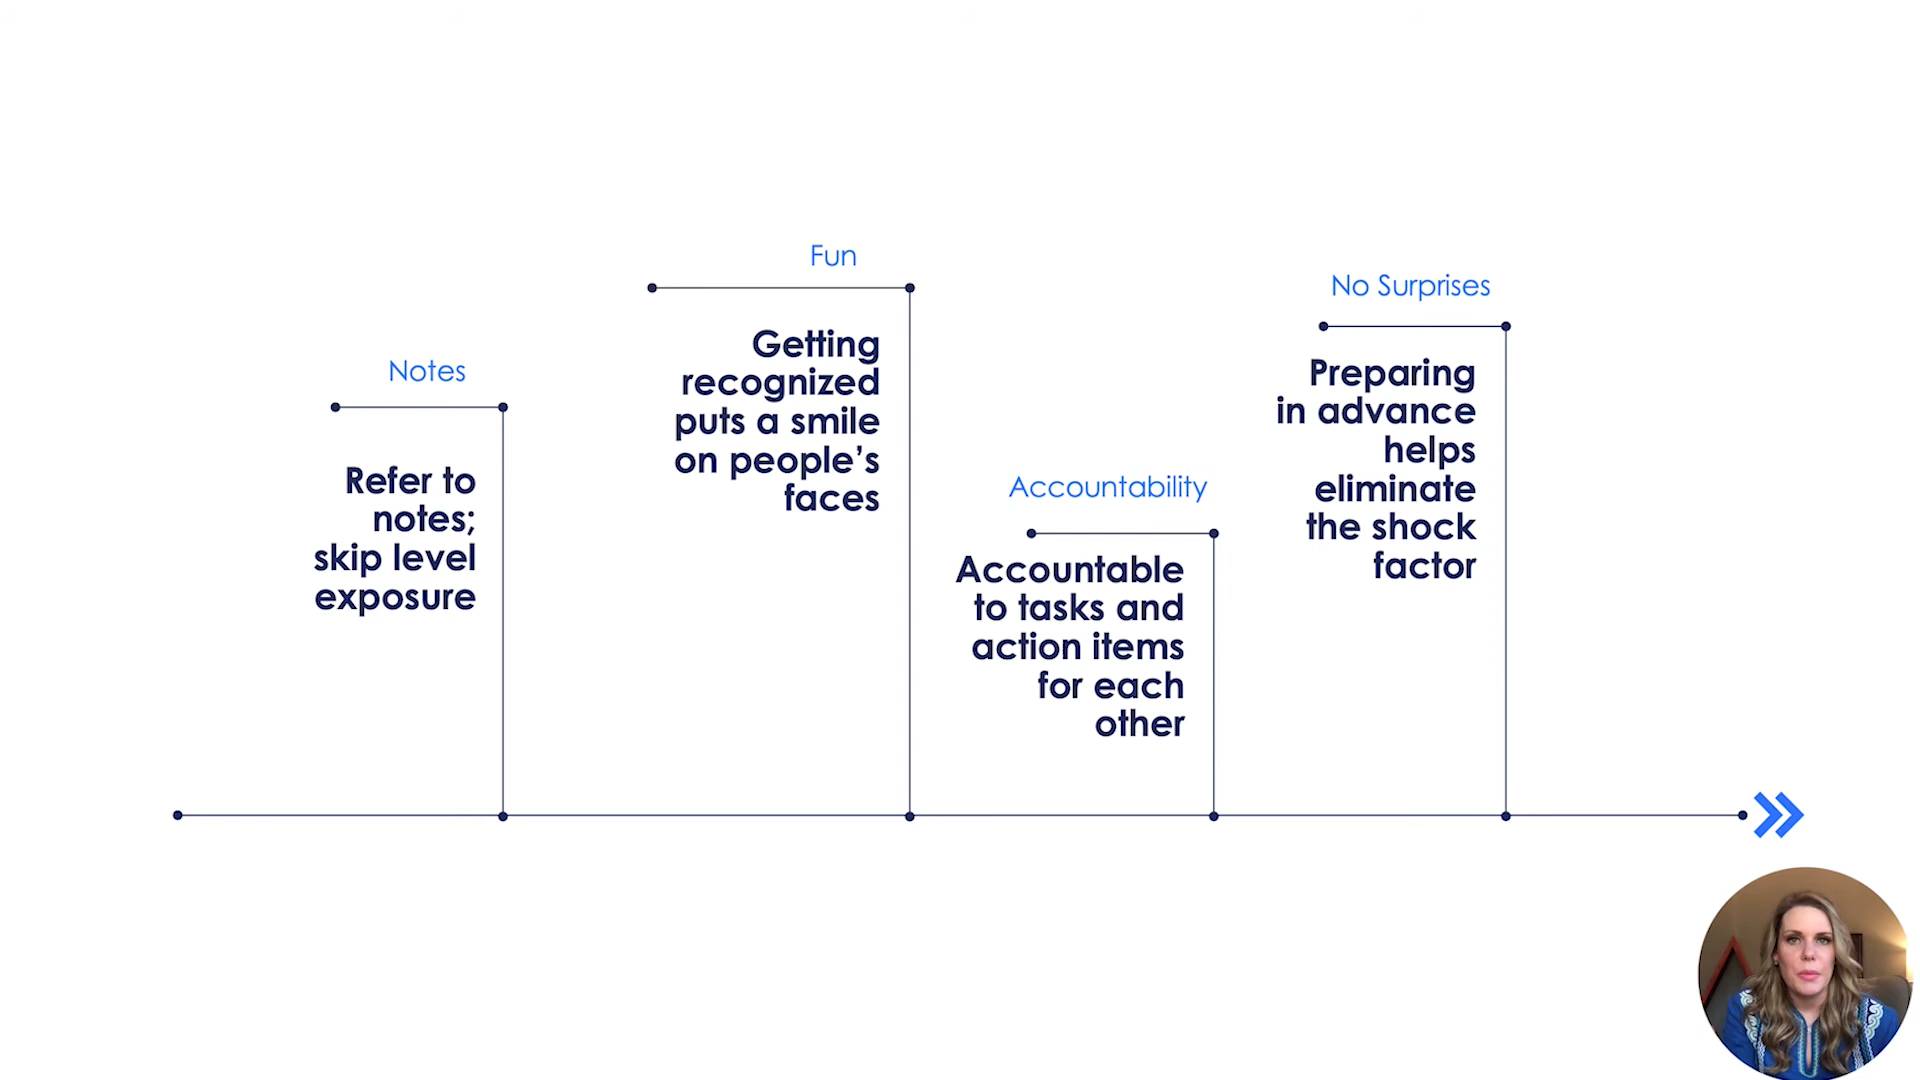 Notes
Refer to
notes;
skip level
exposure
Fun
Getting
recognized
puts a smile
on people’s
faces
Accountability
Accountable
to tasks and
action items
for each
other
No Surprises
Preparing
in advance
helps
eliminate
the shock
factor